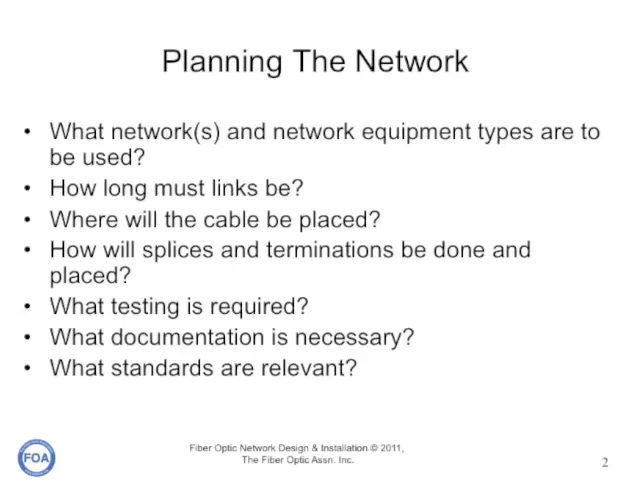 Planning The Network
• What network(s) and network equipment types are to
be used?
• How long must links be?
• Where will the cable be placed?
• How will splices and terminations be done and
placed?
• What testing is required?
• What documentation is necessary?
• What standards are relevant?
FOA
Fiber Optic Network Design & Installation © 2011,
The Fiber Optic Assn. Inc.
2